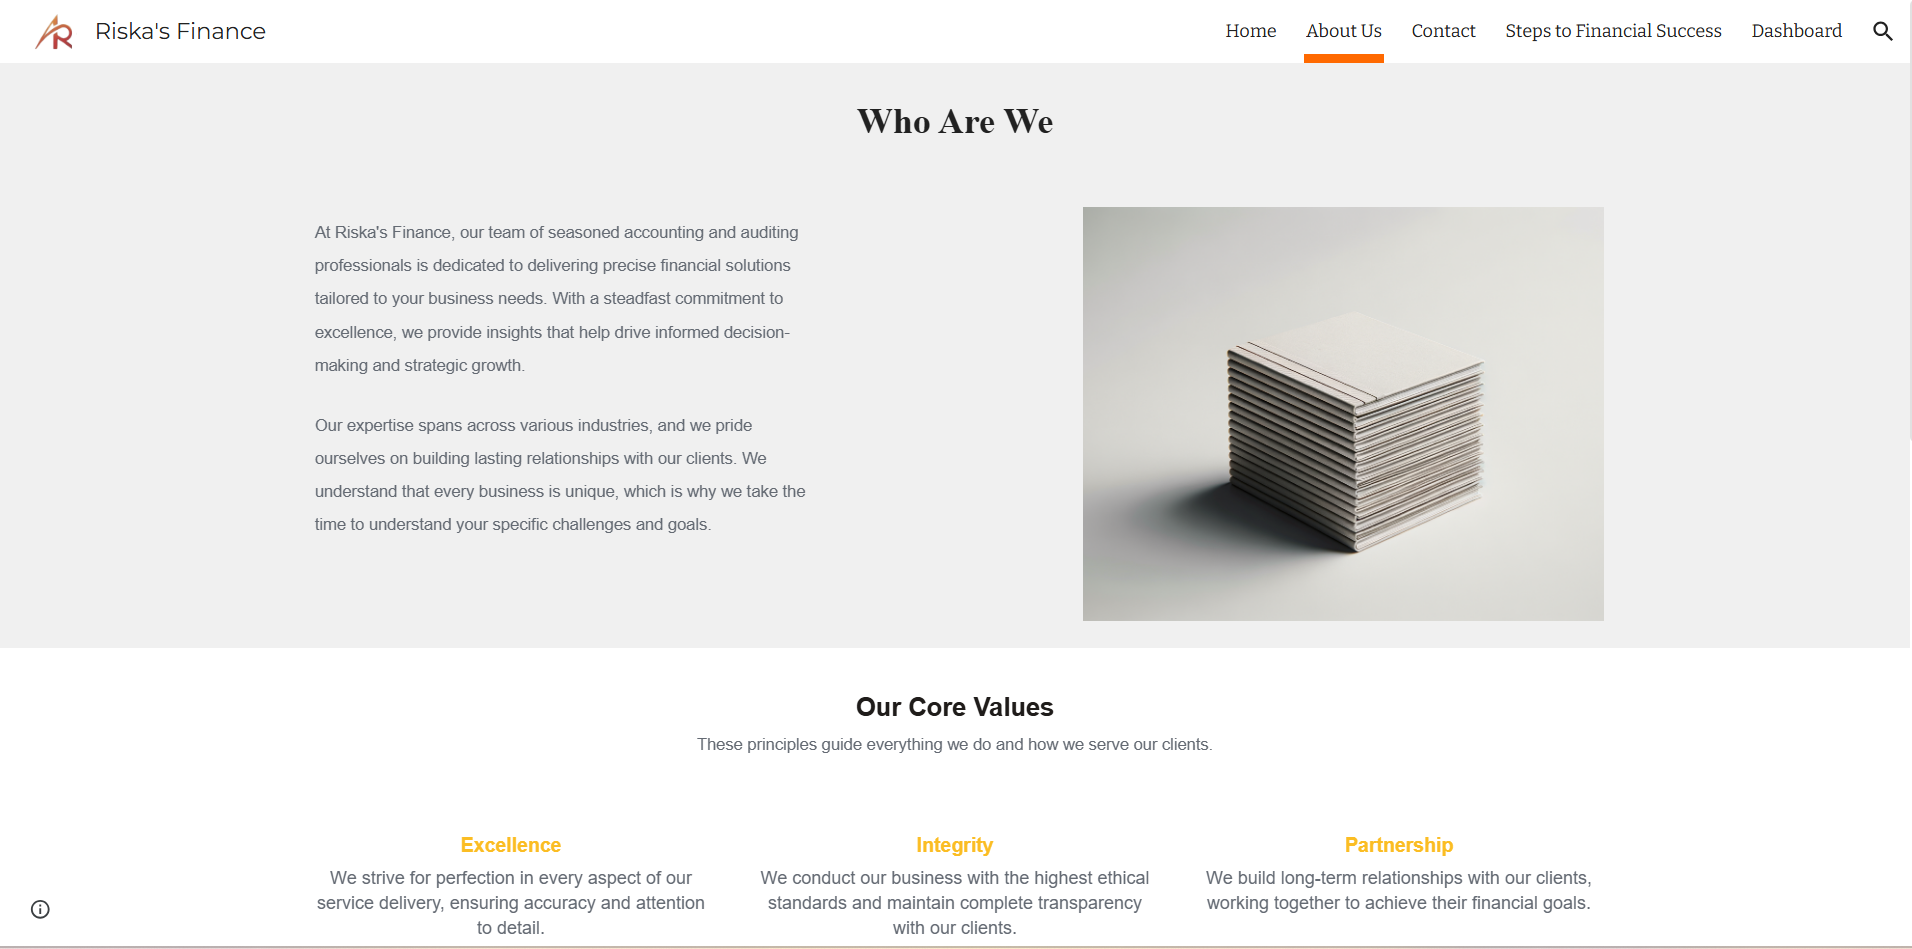 Riska's Finance
Home About Us Contact Steps to Financial Success Dashboard
Who Are We
At Riska's Finance, our team of seasoned accounting and auditing
professionals is dedicated to delivering precise financial solutions
tailored to your business needs. With a steadfast commitment to
excellence, we provide insights that help drive informed decision-
making and strategic growth.
Our expertise spans across various industries, and we pride
ourselves on building lasting relationships with our clients. We
understand that every business is unique, which is why we take the
time to understand your specific challenges and goals.
Our Core Values
These principles guide everything we do and how we serve our clients.
Excellence
We strive for perfection in every aspect of our
service delivery, ensuring accuracy and attention
to detail.
Integrity
We conduct our business with the highest ethical
standards and maintain complete transparency
with our clients.
Partnership
We build long-term relationships with our clients,
working together to achieve their financial goals.